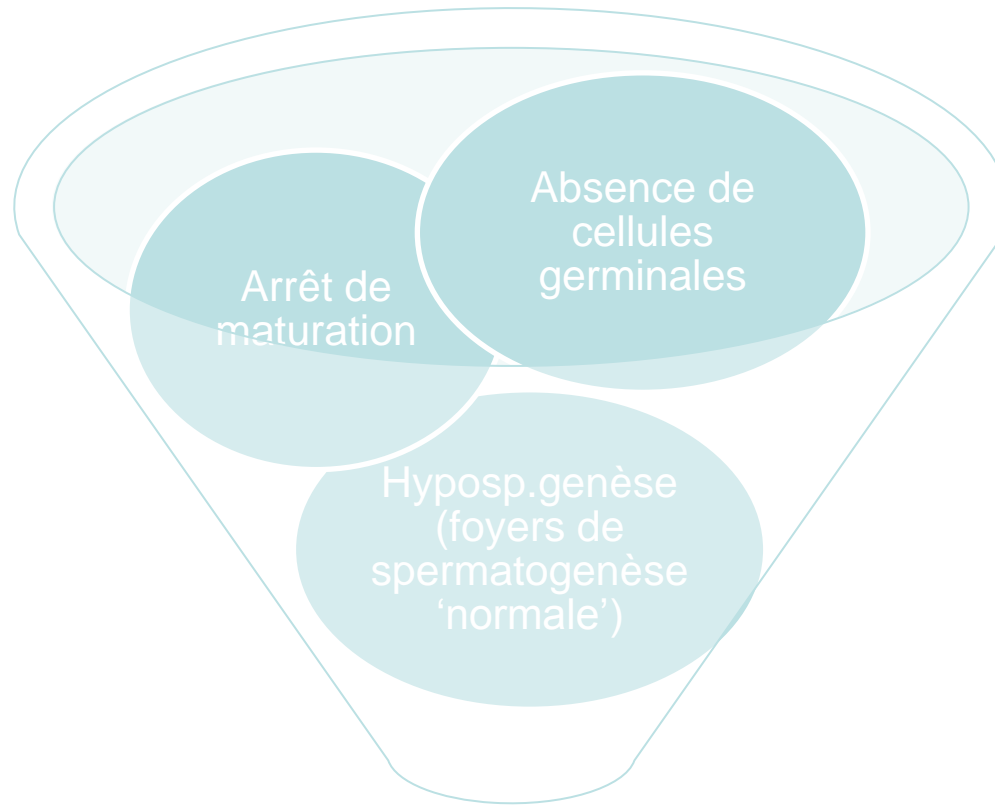 Absence de
cellules
germinales
Arrêt de
maturation
Hyposp.genèse
(foyers de
spermatogenèse
‘normale’)